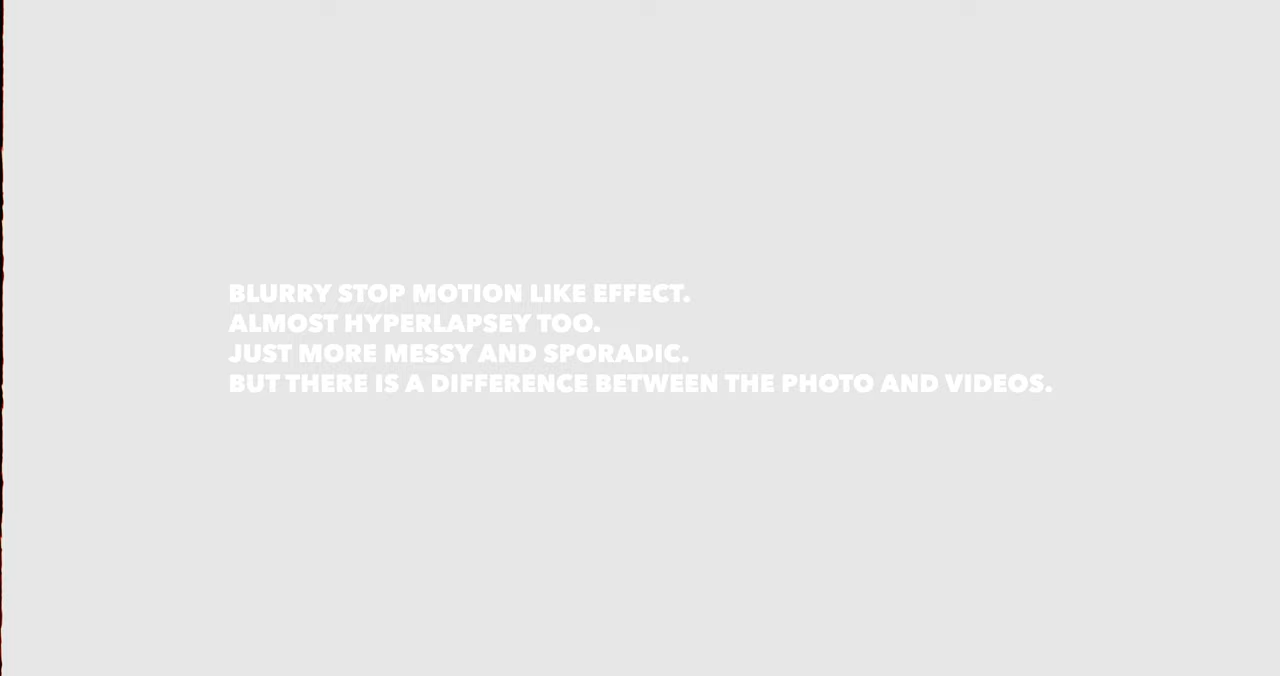 BLURRY STOP MOTION LIKE EFFECT.
ALMOST HYPERLAPSEY TOO.
JUST MORE MESSY AND SPORADIC.
BUT THERE IS A DIFFERENCE BETWEEN THE PHOTO AND VIDEOS.